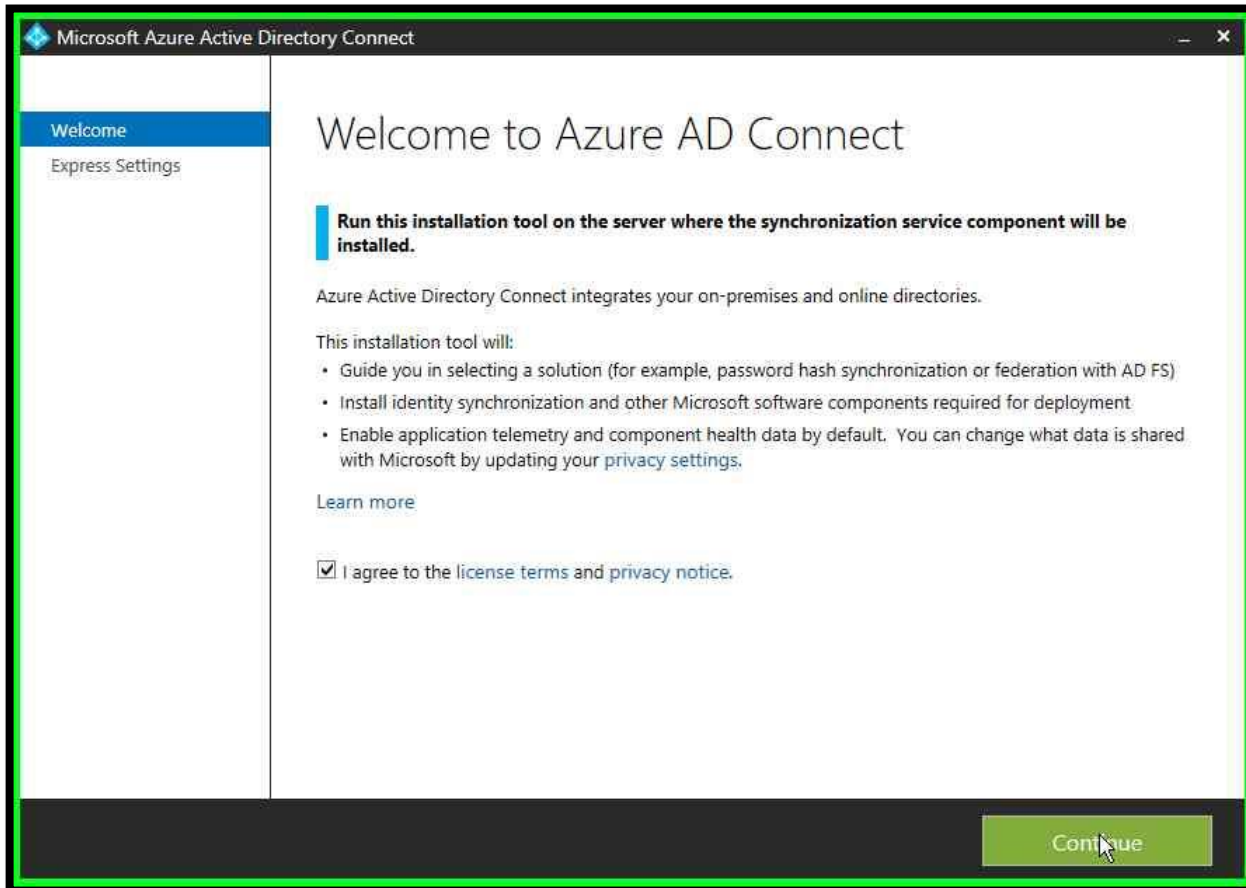 Microsoft Azure Active Directory Connect
Welcome
Express Settings
Welcome to Azure AD Connect
Run this installation tool on the server where the synchronization service component will be
installed.
Azure Active Directory Connect integrates your on-premises and online directories.
This installation tool will:
• Guide you in selecting a solution (for example, password hash synchronization or federation with AD FS)
• Install identity synchronization and other Microsoft software components required for deployment
• Enable application telemetry and component health data by default. You can change what data is shared
with Microsoft by updating your privacy settings.
Learn more
I agree to the license terms and privacy notice.
Continue